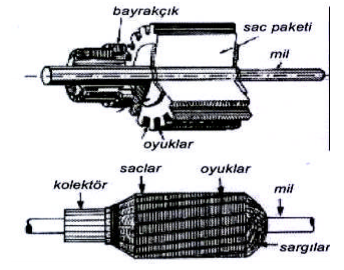 bayrakçık
sac paketi
mil
oyuklar
saclar
oyuklar
kolektör
mil
sargılar